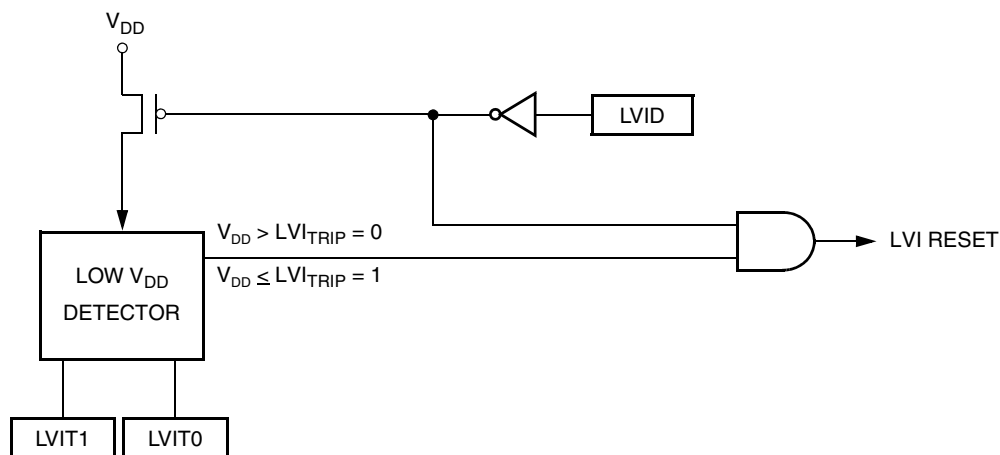 VDD
LVID
VDD > LVITRIP = 0
LVI RESET
LOW VDD
DETECTOR
VDD ≤ LVITRIP = 1
LVIT1
LVIT0